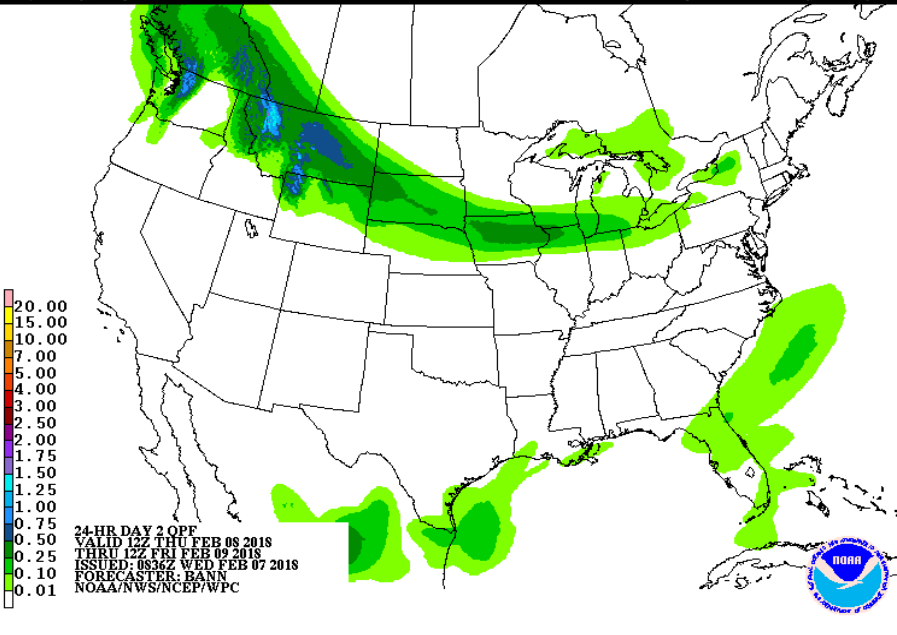 20.00
15.00
10.00
7.00
5.00
4.00
3.00
2.50
2.00
1.75
1.50
1.25
1.00
0.75
0.50
0.25
0.10
0.01
24-HR DAY 2 QPF
VALID 12Z THU FEB 08 2018
THRU 12Z FRI FEB 09 2018
ISSUED: 0836Z WED FEB 07 2018
FORECASTER: BANN
NOAA/NWS/NCEP/WPC
NOAA